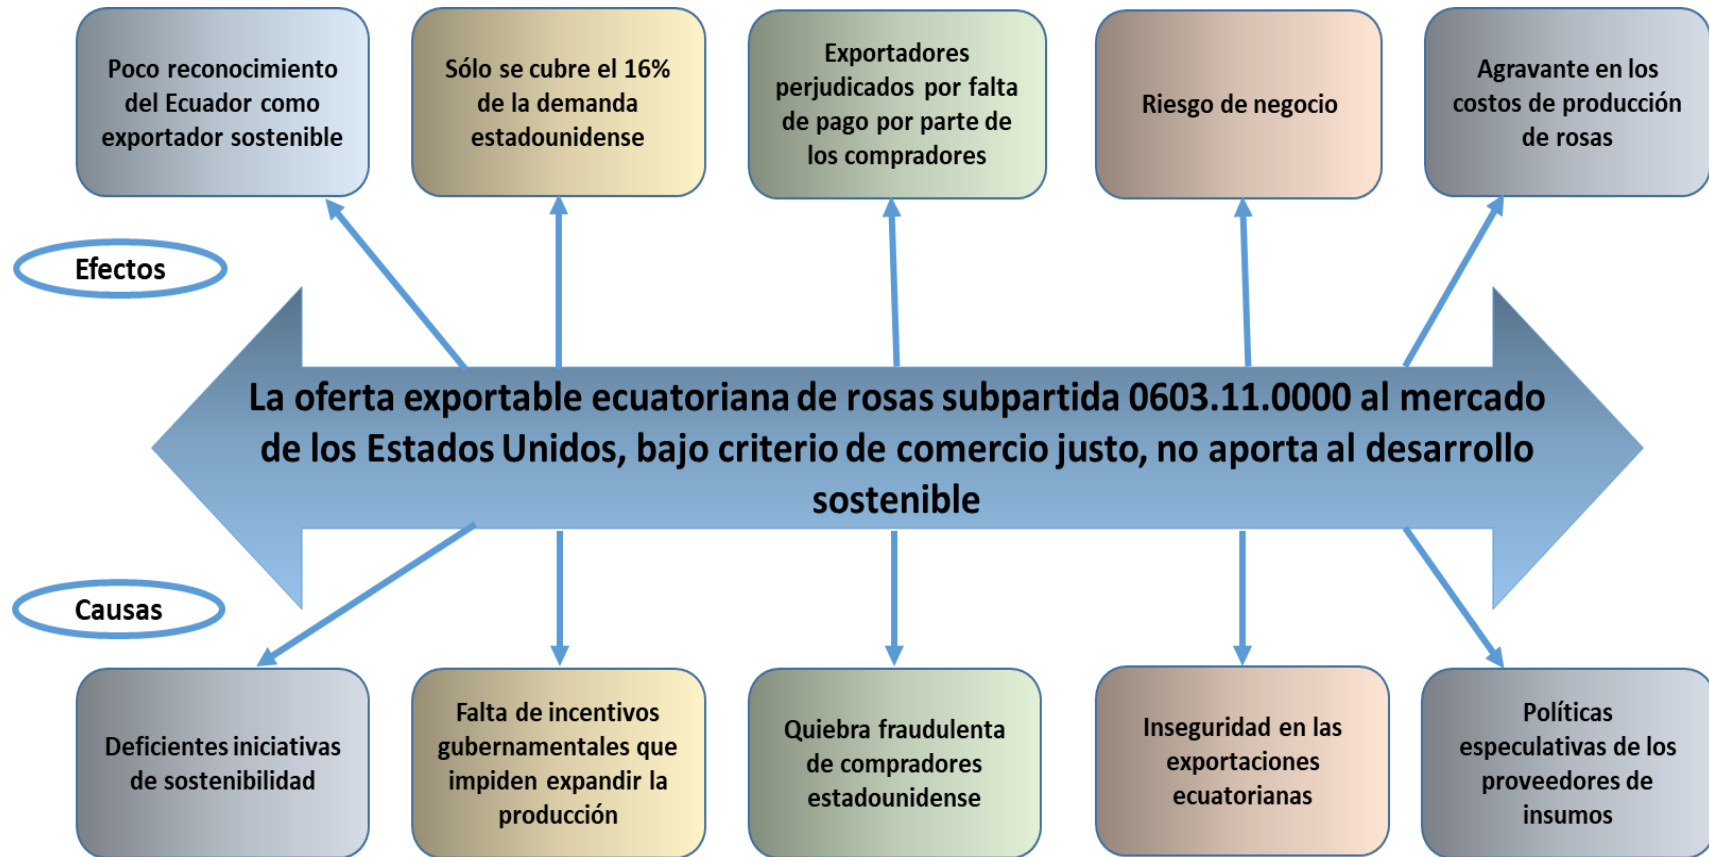 Poco reconocimiento
del Ecuador como
exportador sostenible
Sólo se cubre el 16%
de la demanda
estadounidense
Exportadores
perjudicados por falta
de pago por parte de
los compradores
Riesgo de negocio
Agravante en los
costos de producción
de rosas
Efectos
La oferta exportable ecuatoriana de rosas subpartida 0603.11.0000 al mercado
de los Estados Unidos, bajo criterio de comercio justo, no aporta al desarrollo
sostenible
Causas
Deficientes iniciativas
de sostenibilidad
Falta de incentivos
gubernamentales que
impiden expandir la
producción
Quiebra fraudulenta
de compradores
estadounidense
Inseguridad en las
exportaciones
ecuatorianas
Políticas
especulativas de los
proveedores de
insumos